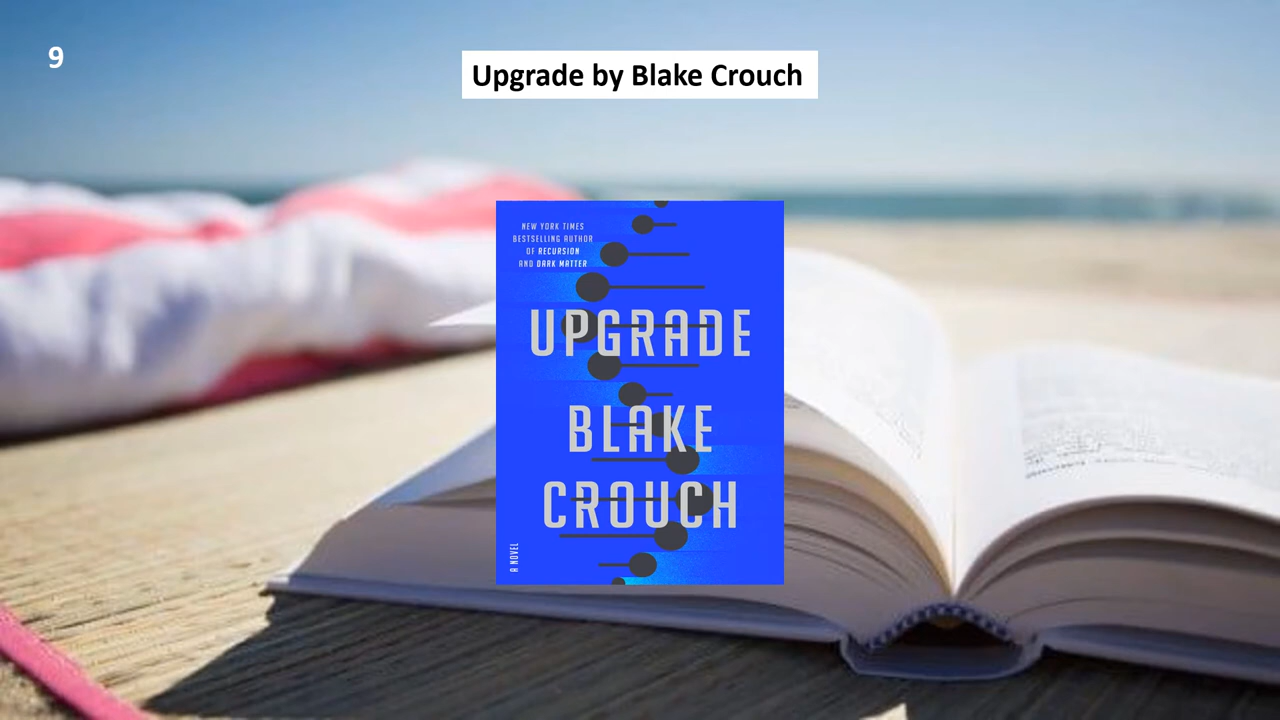 9
Upgrade by Blake Crouch
NEW YORK TIMES
BESTSELLING AUTHOR
OF RECURSION
AND DARK MATTER
UPGRADE
BLAKE
CROUCH
A NOVEL